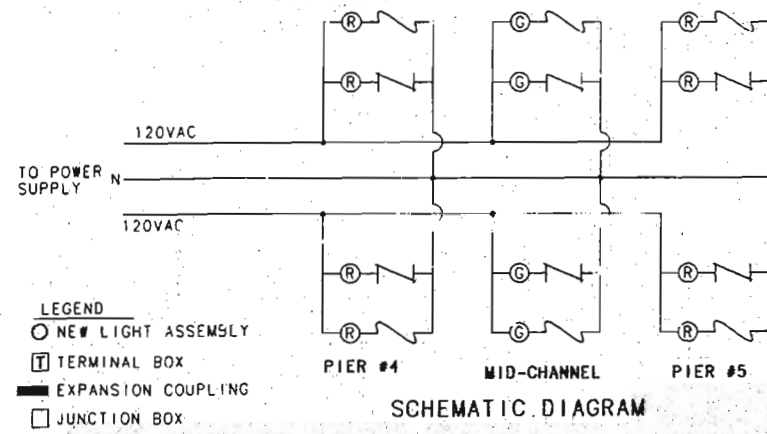 R G R
R G R
120VAC
TO POWER
SUPPLY N
120VAC
R G R
R G R
LEGEND
NEW LIGHT ASSEMBLY
T TERMINAL BOX
EXPANSION COUPLING
JUNCTION BOX
PIER #4 MID-CHANNEL PIER #5
SCHEMATIC DIAGRAM